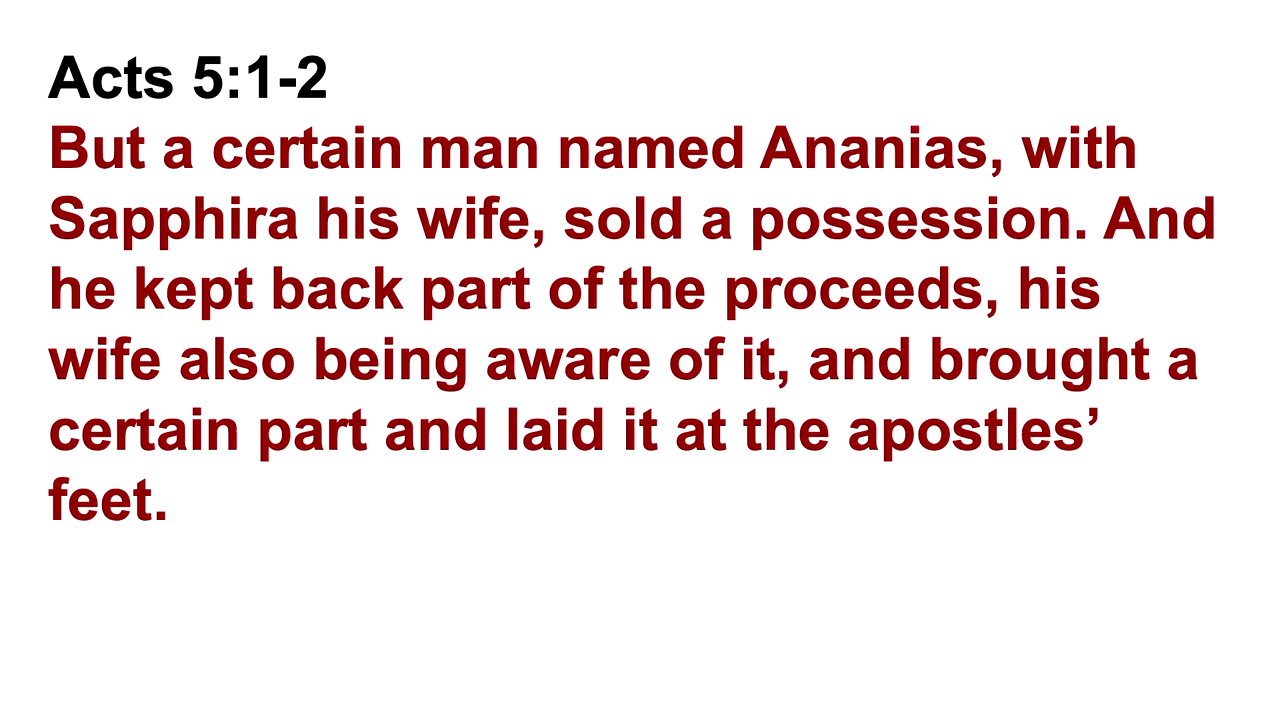 Acts 5:1-2
But a certain man named Ananias, with
Sapphira his wife, sold a possession. And
he kept back part of the proceeds, his
wife also being aware of it, and brought a
certain part and laid it at the apostles’
feet.